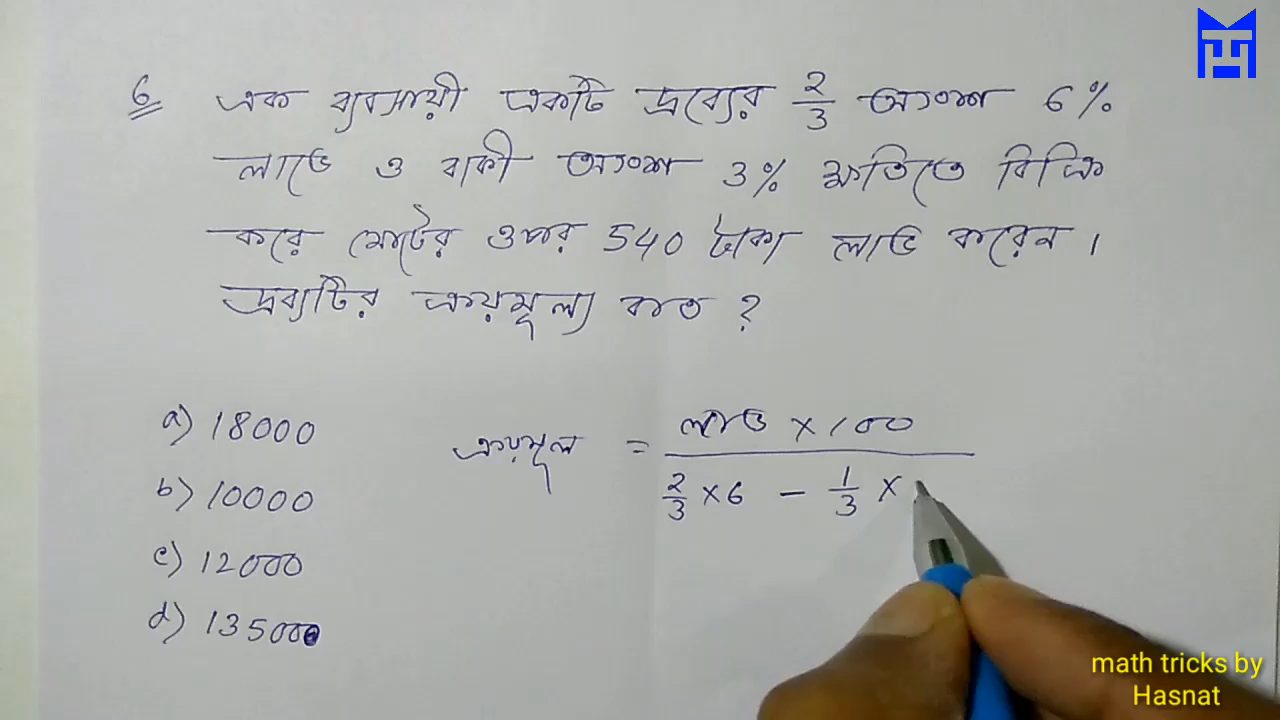 6 এক ব্যবসায়ী একটি দ্রব্যের 2/3 অংশ 6%
লাভে ও বাকী অংশ 3% ক্ষতিতে বিক্রি
করে মোটের ওপর 540 টাকা লাভ করেন।
দ্রব্যটির ক্রয়মূল্য কত ?
a) 18000
b) 10000
c) 12000
d) 13500
ক্রয়মূল = লাভ × 100
2/3 × 6 − 1/3 ×
math tricks by
Hasnat